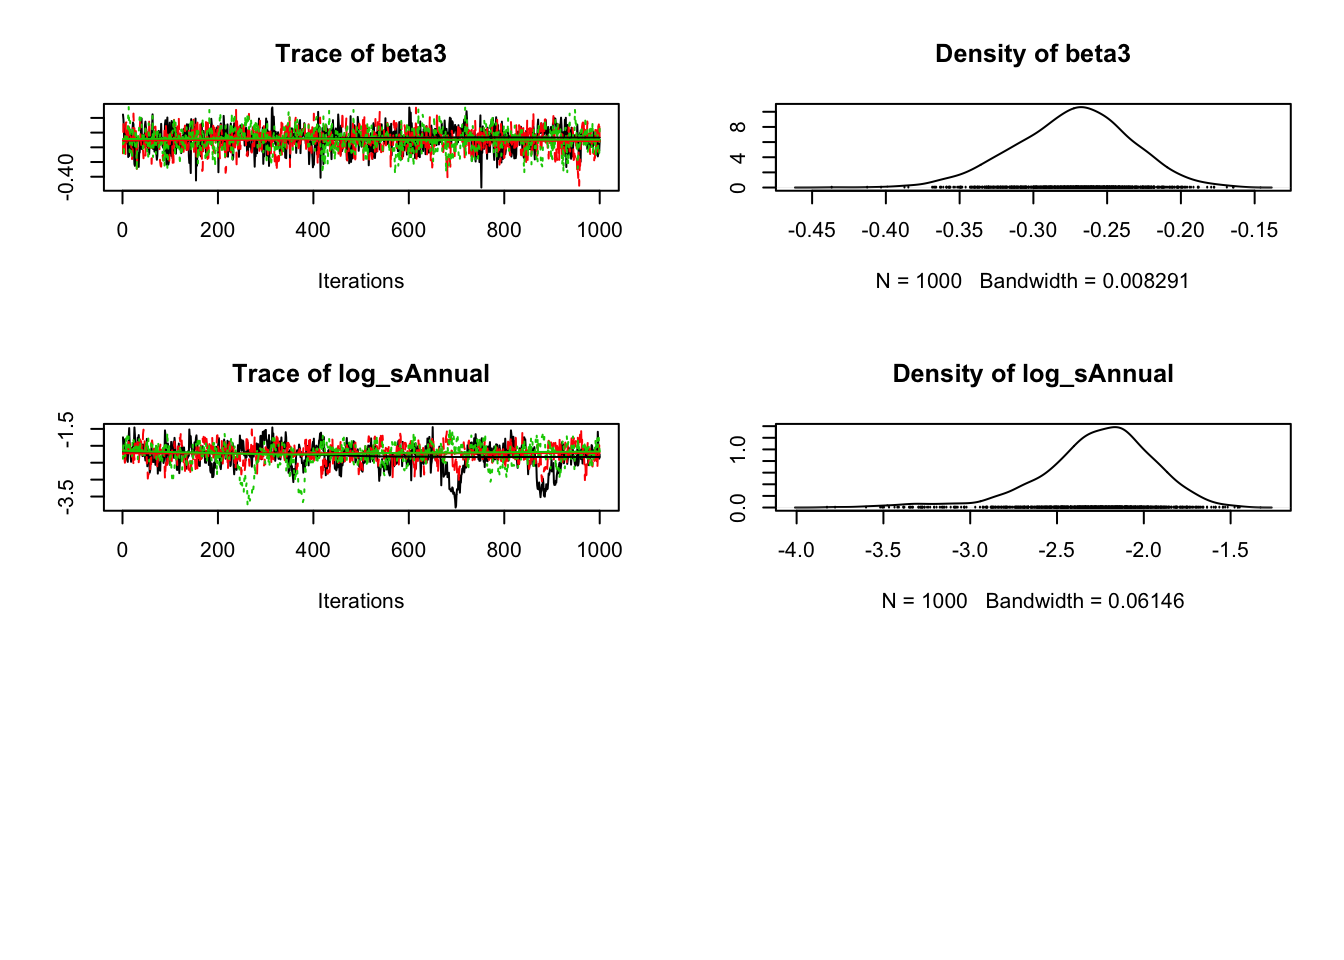 Trace of beta3
-0.40
0 200 400 600 800 1000
Iterations
Density of beta3
0 4 8
-0.45 -0.40 -0.35 -0.30 -0.25 -0.20 -0.15
N = 1000 Bandwidth = 0.008291
Trace of log_sAnnual
-3.5 -1.5
0 200 400 600 800 1000
Iterations
Density of log_sAnnual
0.0 1.0
-4.0 -3.5 -3.0 -2.5 -2.0 -1.5
N = 1000 Bandwidth = 0.06146